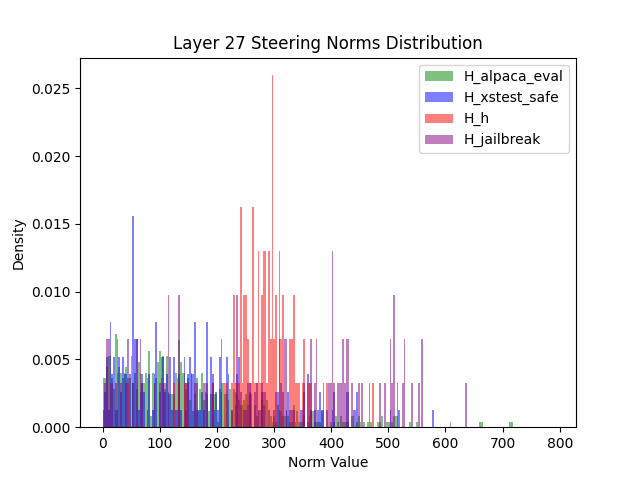 Layer 27 Steering Norms Distribution
H_alpaca_eval
H_xstest_safe
H_h
H_jailbreak
Density
0.025
0.020
0.015
0.010
0.005
0.000
0 100 200 300 400 500 600 700 800
Norm Value